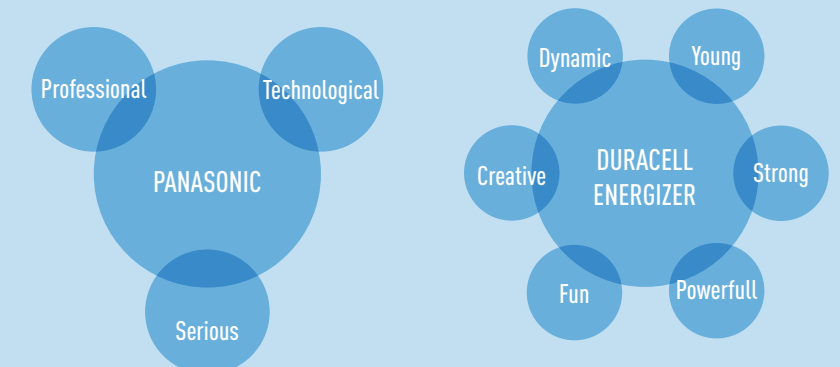 Professional
Technological
PANASONIC
Serious
Dynamic
Young
Creative
DURACELL
ENERGIZER
Strong
Fun
Powerfull